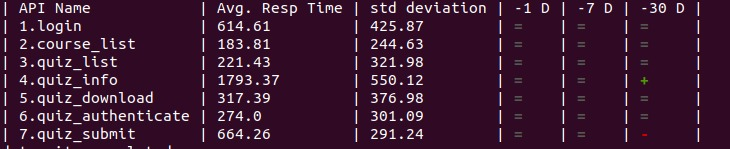 | API Name | Avg. Resp Time | std deviation | -1 D | -7 D | -30 D |
| 1.login | 614.61 | 425.87 | = | = | = |
| 2.course_list | 183.81 | 244.63 | = | = | = |
| 3.quiz_list | 221.43 | 321.98 | = | = | = |
| 4.quiz_info | 1793.37 | 550.12 | = | = | + |
| 5.quiz_download | 317.39 | 376.98 | = | = | = |
| 6.quiz_authenticate | 274.0 | 301.09 | = | = | = |
| 7.quiz_submit | 664.26 | 291.24 | = | = | - |